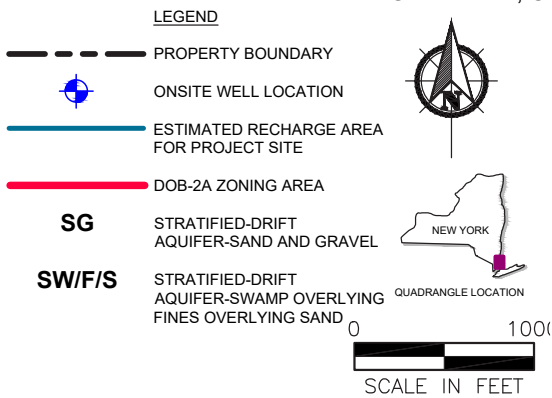 LEGEND
PROPERTY BOUNDARY
ONSITE WELL LOCATION
ESTIMATED RECHARGE AREA
FOR PROJECT SITE
DOB-2A ZONING AREA
SG
STRATIFIED-DRIFT
AQUIFER-SAND AND GRAVEL
SW/F/S
STRATIFIED-DRIFT
AQUIFER-SWAMP OVERLYING
FINES OVERLYING SAND
N
NEW YORK
QUADRANGLE LOCATION
0 1000
SCALE IN FEET